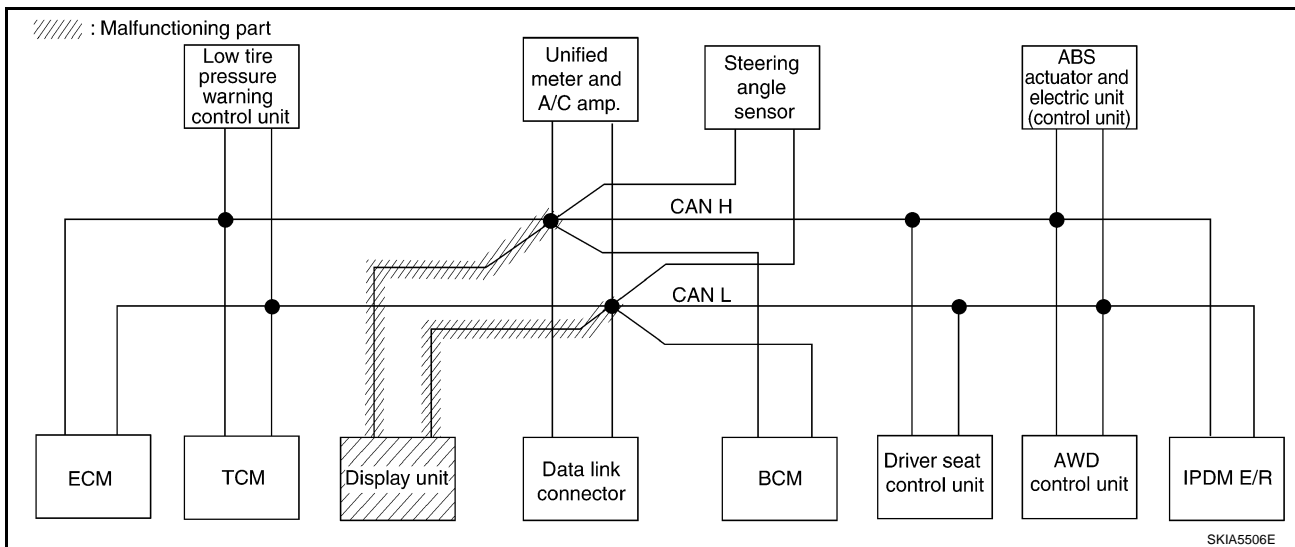 : Malfunctioning part
Low tire
pressure
warning
control unit
Unified
meter and
A/C amp.
Steering
angle
sensor
ABS
actuator and
electric unit
(control unit)
CAN H
CAN L
ECM
TCM
Display unit
Data link
connector
BCM
Driver seat
control unit
AWD
control unit
IPDM E/R
SKIA5506E